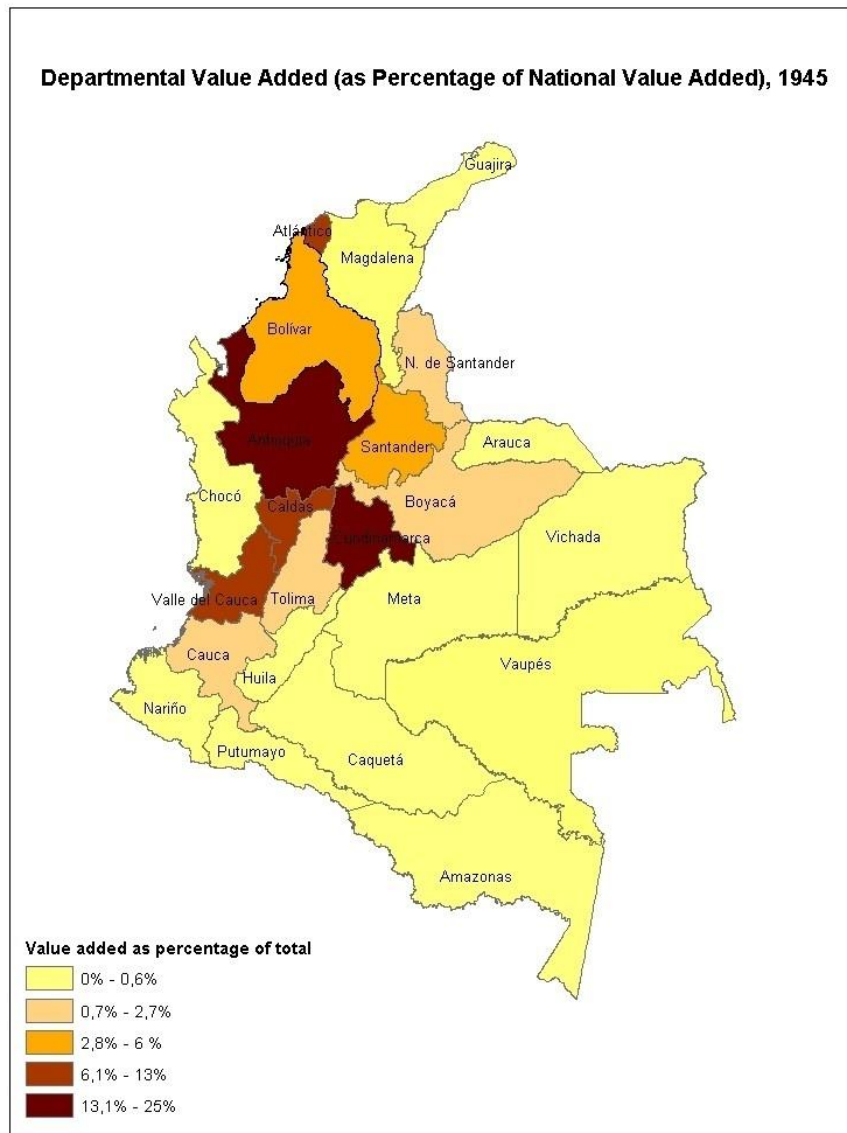 Departmental Value Added (as Percentage of National Value Added), 1945
Guajira
Atlántico
Magdalena
Bolívar
N. de Santander
Antioquia
Santander
Arauca
Chocó
Caldas
Boyacá
Cundinamarca
Vichada
Valle del Cauca
Tolima
Meta
Cauca
Huila
Vaupés
Nariño
Putumayo
Caquetá
Amazonas
Value added as percentage of total
0% - 0,6%
0,7% - 2,7%
2,8% - 6 %
6,1% - 13%
13,1% - 25%